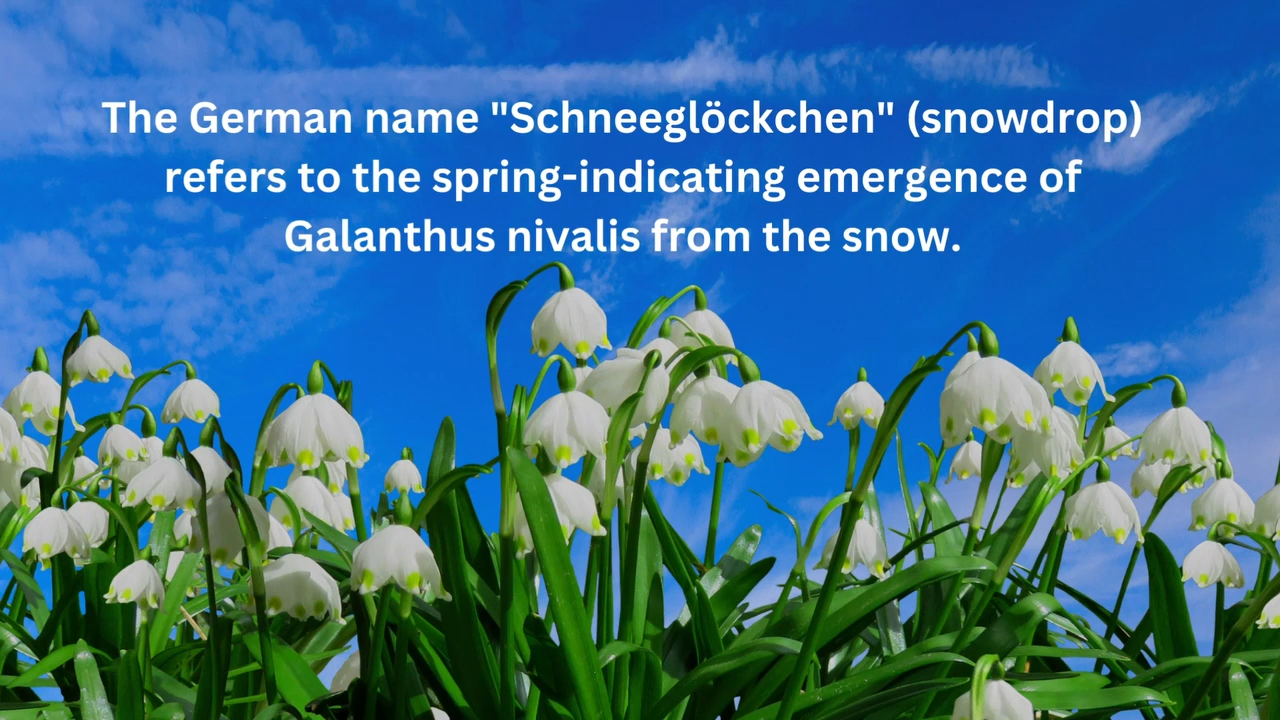 The German name "Schneeglöckchen" (snowdrop)
refers to the spring-indicating emergence of
Galanthus nivalis from the snow.